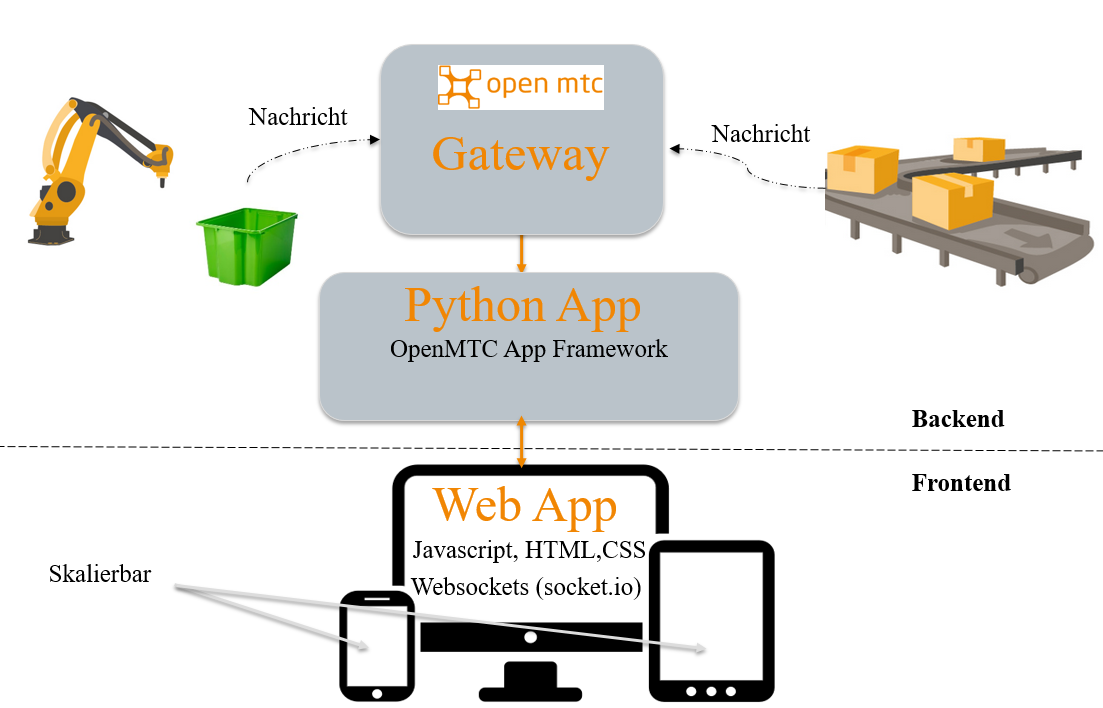 open mtc
Nachricht
Gateway
Nachricht
Python App
OpenMTC App Framework
Backend
Frontend
Web App
Javascript, HTML,CSS
Websockets (socket.io)
Skalierbar